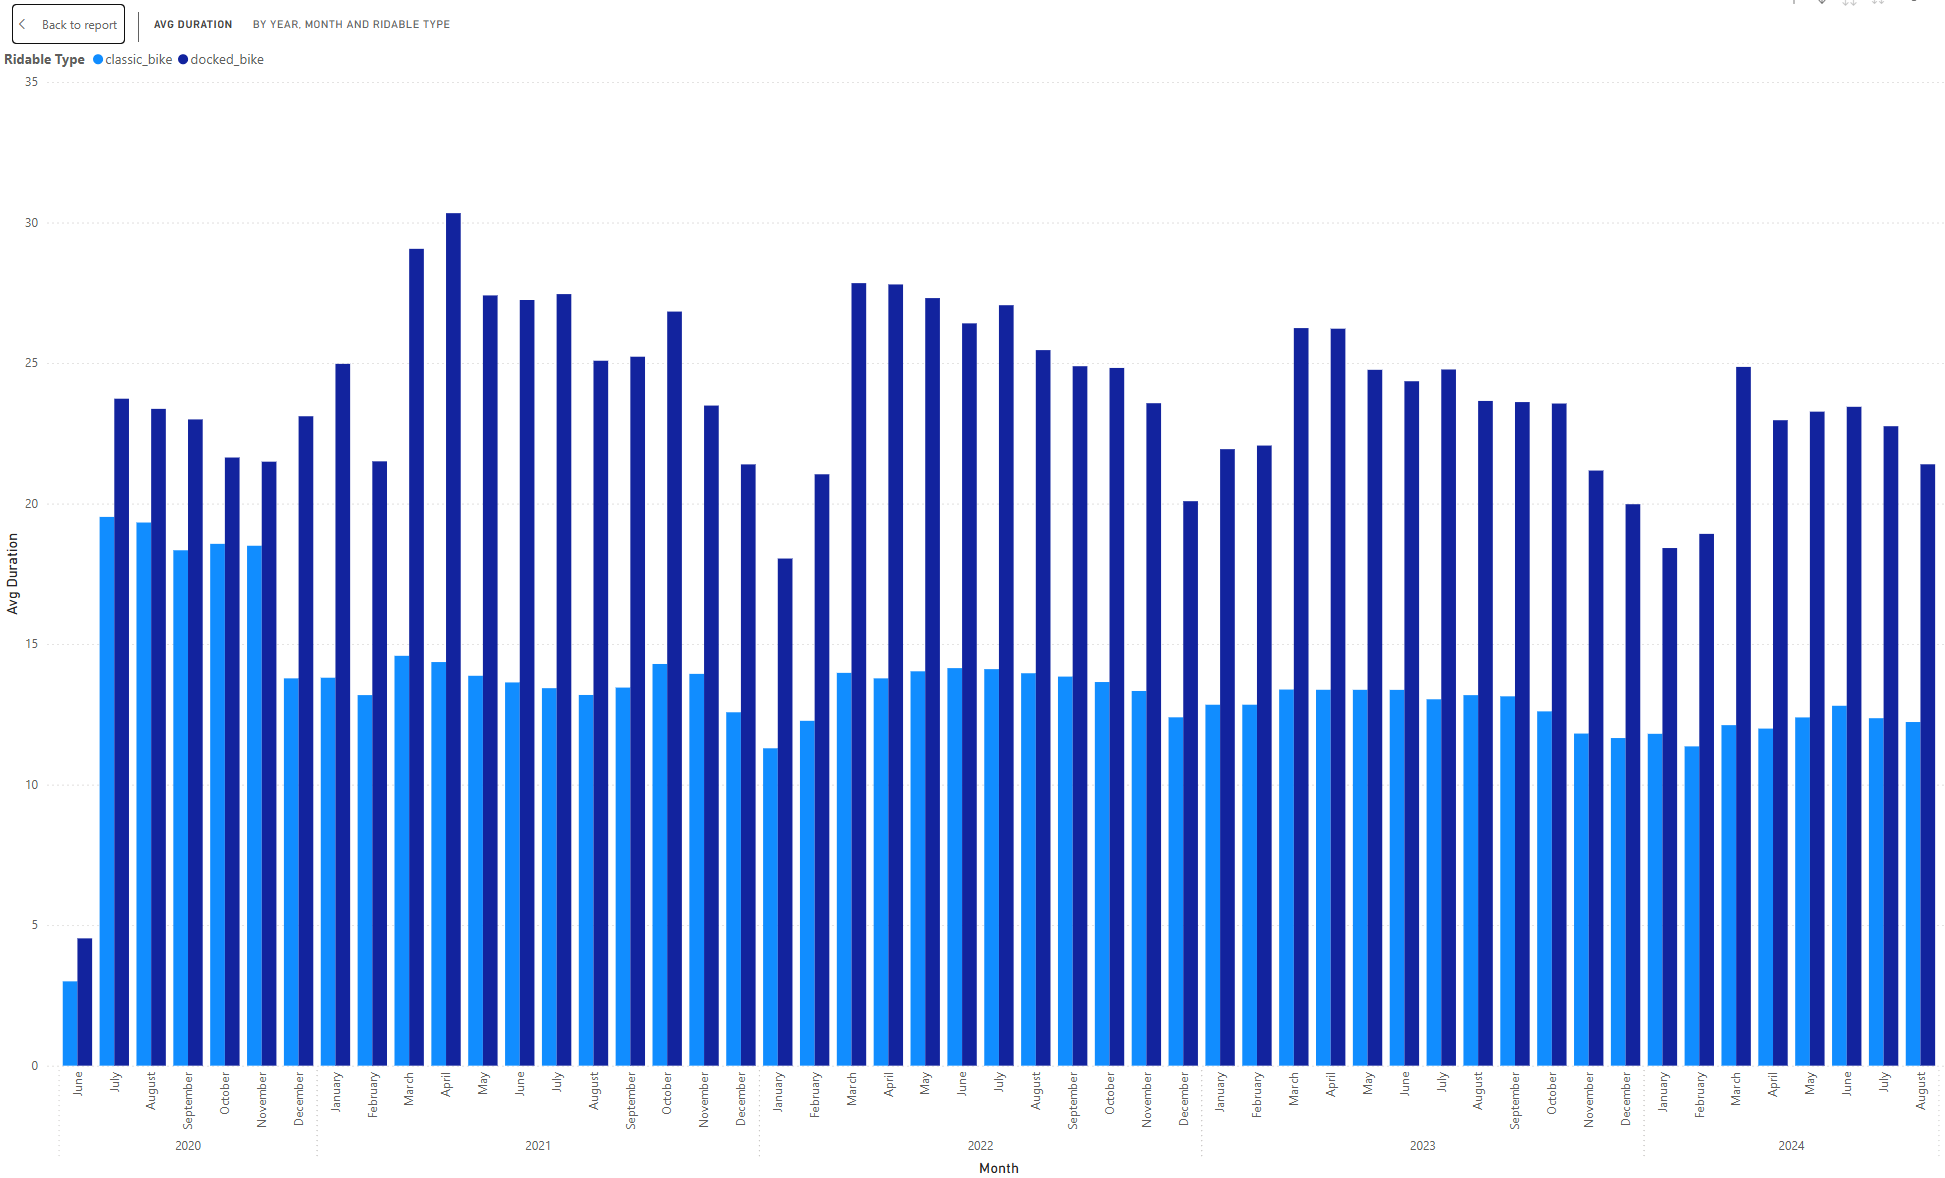 Back to report
AVG DURATION BY YEAR, MONTH AND RIDABLE TYPE
Ridable Type classic_bike docked_bike
35
30
25
20
15
10
5
0
Avg Duration
June July August September October November December January February March April May June July August September October November December January February March April May June July August September October November December January February March April May June July August September October November December January February March April May June July August
2020 2021 2022 2023 2024
Month